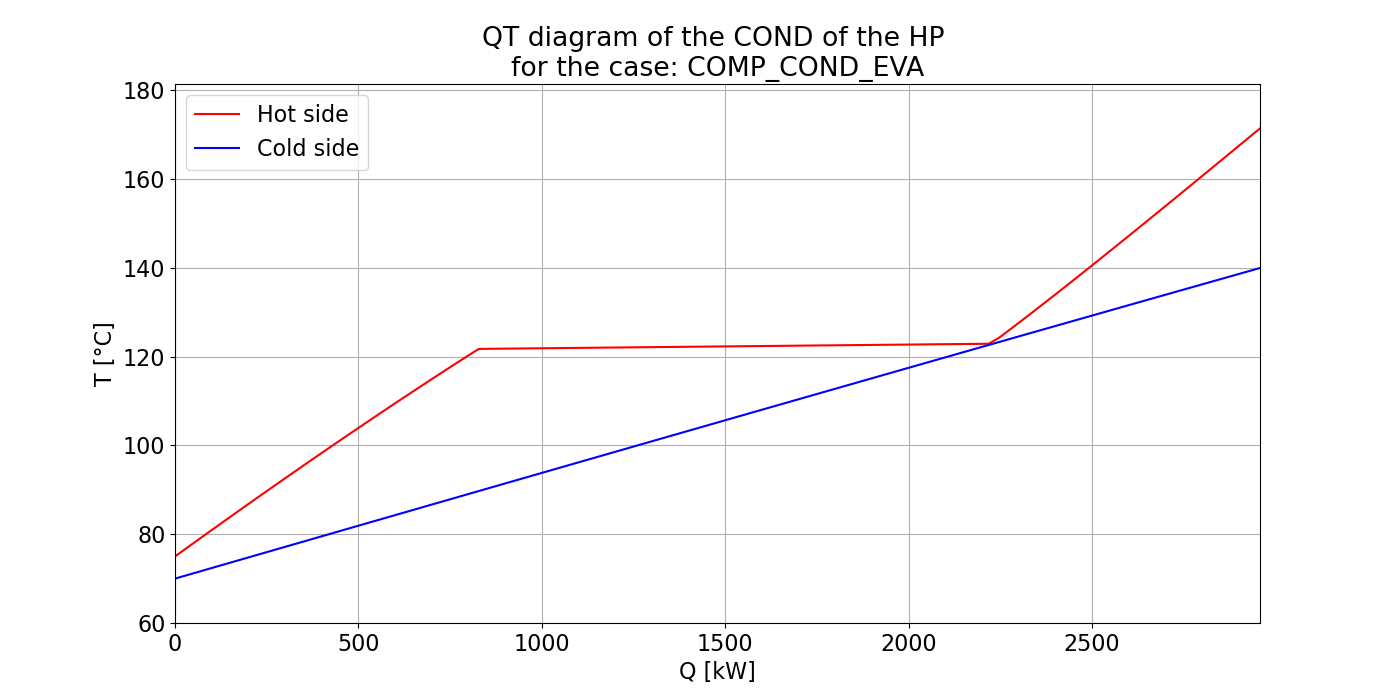 QT diagram of the COND of the HP
for the case: COMP_COND_EVA
Hot side
Cold side
T [°C]
180
160
140
120
100
80
60
0 500 1000 1500 2000 2500
Q [kW]